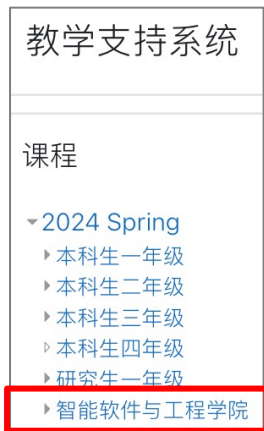 教学支持系统
课程
2024 Spring
本科生一年级
本科生二年级
本科生三年级
本科生四年级
研究生一年级
智能软件与工程学院